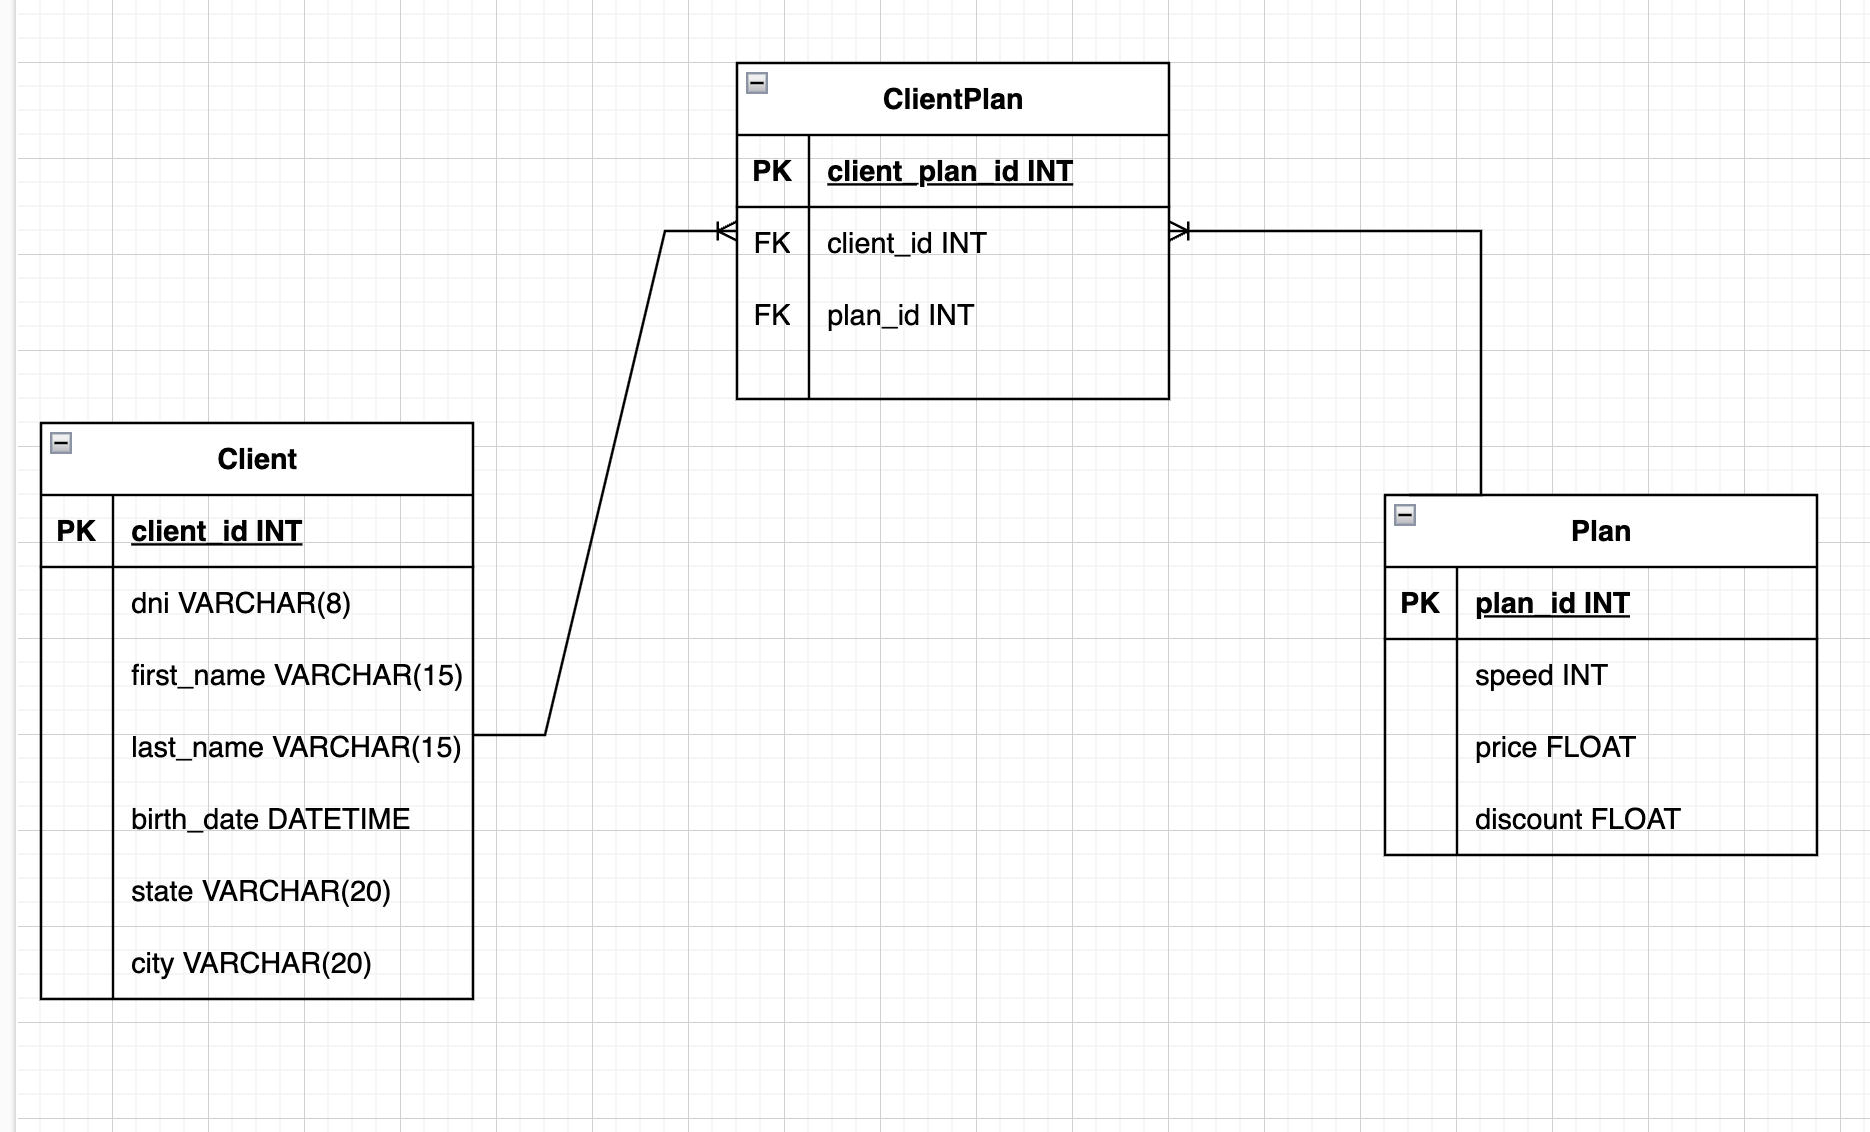 ClientPlan
PK client_plan_id INT
FK client_id INT
FK plan_id INT
Client
PK client_id INT
dni VARCHAR(8)
first_name VARCHAR(15)
last_name VARCHAR(15)
birth_date DATETIME
state VARCHAR(20)
city VARCHAR(20)
Plan
PK plan_id INT
speed INT
price FLOAT
discount FLOAT